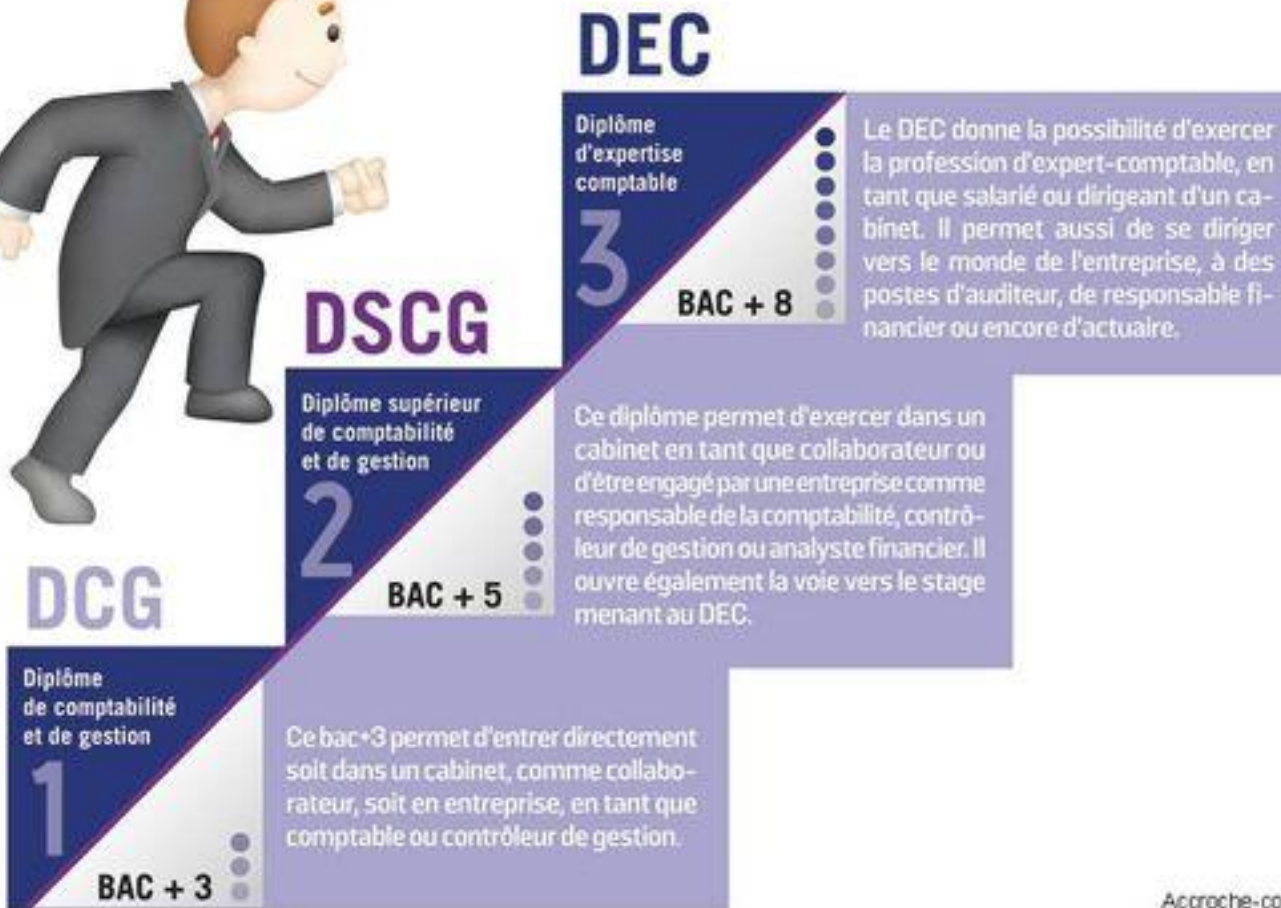 DEC
Diplôme
d'expertise
comptable
3
BAC + 8
Le DEC donne la possibilité d'exercer
la profession d'expert-comptable, en
tant que salarié ou dirigeant d'un ca-
binet. Il permet aussi de se diriger
vers le monde de l'entreprise, à des
postes d'auditeur, de responsable fi-
nancier ou encore d'actuaire.
DSCG
Diplôme supérieur
de comptabilité
et de gestion
2
BAC + 5
Ce diplôme permet d'exercer dans un
cabinet en tant que collaborateur ou
d'être engagé par une entreprise comme
responsable de la comptabilité, contrô-
leur de gestion ou analyste financier. Il
ouvre également la voie vers le stage
menant au DEC.
DCG
Diplôme
de comptabilité
et de gestion
1
BAC + 3
Ce bac+3 permet d'entrer directement
soit dans un cabinet, comme collabo-
rateur, soit en entreprise, en tant que
comptable ou contrôleur de gestion.
Accroche-co